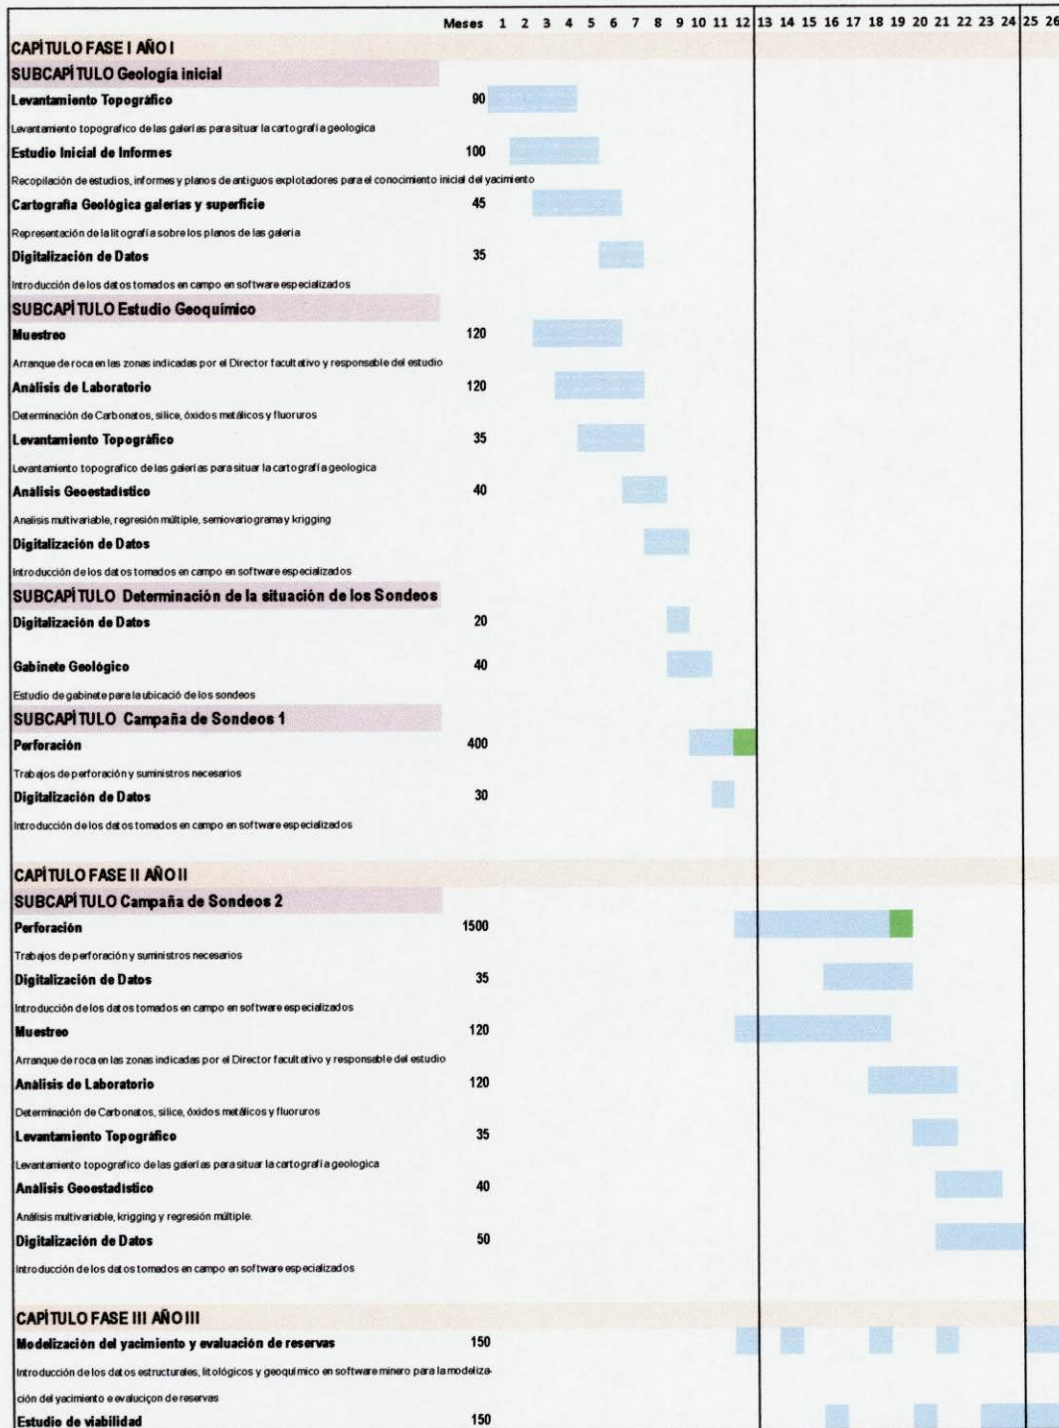 Meses 1 2 3 4 5 6 7 8 9 10 11 12 13 14 15 16 17 18 19 20 21 22 23 24 25 26
CAPÍTULO FASE I AÑO I
SUBCAPÍTULO Geología inicial
Levantamiento Topográfico 90
Levantamiento topografico de las galerías para situar la cartografía geologica
Estudio Inicial de Informes 100
Recopilación de estudios, informes y planos de antiguos explotadores para el conocimiento inicial del yacimiento
Cartografía Geológica galerías y superficie 45
Representación de la litografía sobre los planos de las galeria
Digitalización de Datos 35
Introducción de los datos tomados en campo en software especializados
SUBCAPÍTULO Estudio Geoquímico
Muestreo 120
Arranque de roca en las zonas indicadas por el Director facultativo y responsable del estudio
Análisis de Laboratorio 120
Determinación de Carbonatos, silice, óxidos metálicos y fluoruros
Levantamiento Topográfico 35
Levantamiento topografico de las galerías para situar la cartografía geologica
Análisis Geoestadístico 40
Analisis multivariable, regresión múltiple, semiovariograma y krigging
Digitalización de Datos
Introducción de los datos tomados en campo en software especializados
SUBCAPÍTULO Determinación de la situación de los Sondeos
Digitalización de Datos 20
Gabinete Geológico 40
Estudio de gabinete para la ubicació de los sondeos
SUBCAPÍTULO Campaña de Sondeos 1
Perforación 400
Trabajos de perforación y suministros necesarios
Digitalización de Datos 30
Introducción de los datos tomados en campo en software especializados
CAPÍTULO FASE II AÑO II
SUBCAPÍTULO Campaña de Sondeos 2
Perforación 1500
Trabajos de perforación y suministros necesarios
Digitalización de Datos 35
Introducción de los datos tomados en campo en software especializados
Muestreo 120
Arranque de roca en las zonas indicadas por el Director facultativo y responsable del estudio
Análisis de Laboratorio 120
Determinación de Carbonatos, silice, óxidos metálicos y fluoruros
Levantamiento Topográfico 35
Levantamiento topografico de las galerías para situar la cartografía geologica
Análisis Geoestadístico 40
Análisis multivariable, krigging y regresión múltiple.
Digitalización de Datos 50
Introducción de los datos tomados en campo en software especializados
CAPÍTULO FASE III AÑO III
Modelización del yacimiento y evaluación de reservas 150
Introducción de los datos estructurales, litológicos y geoquímico en software minero para la modeliza-
ción del yacimiento e evaluciçon de reservas
Estudio de viabilidad 150